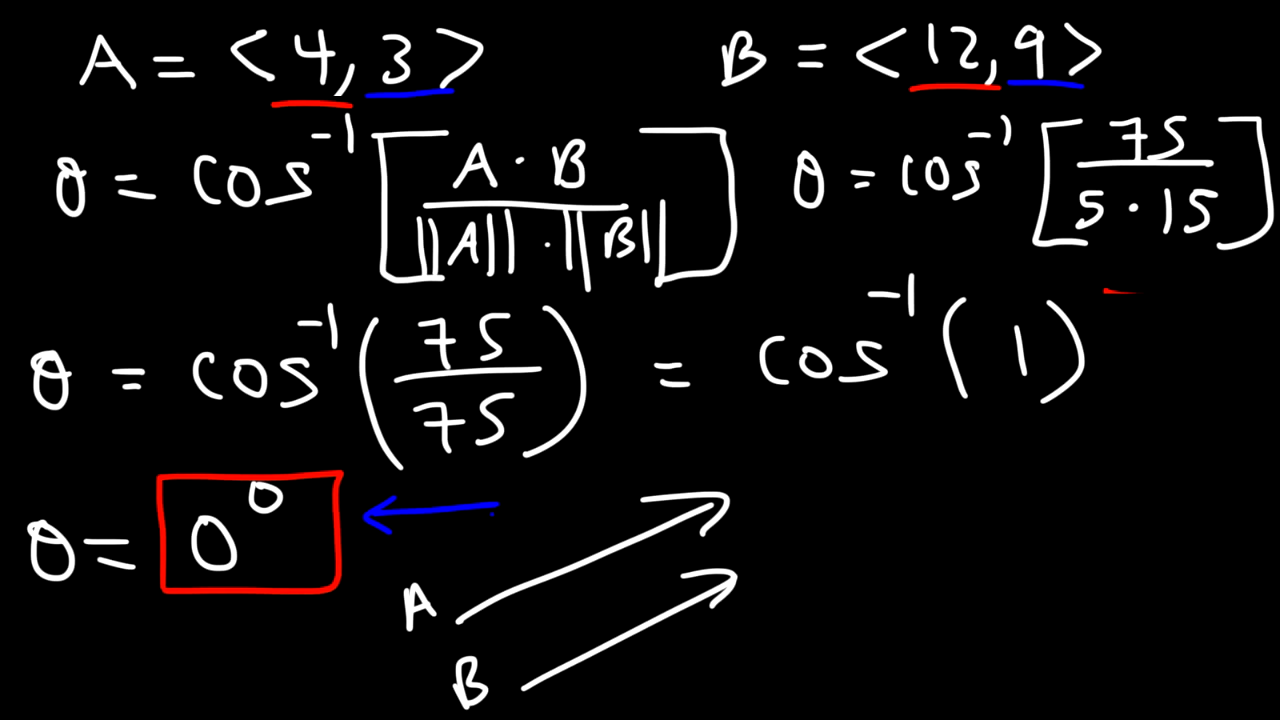 A = <4, 3> B = <12, 9>
θ = cos⁻¹ [A · B / ||A|| · ||B||] θ = cos⁻¹ [75 / 5 · 15]
θ = cos⁻¹ (75 / 75) = cos⁻¹ (1)
θ = 0°
A
B